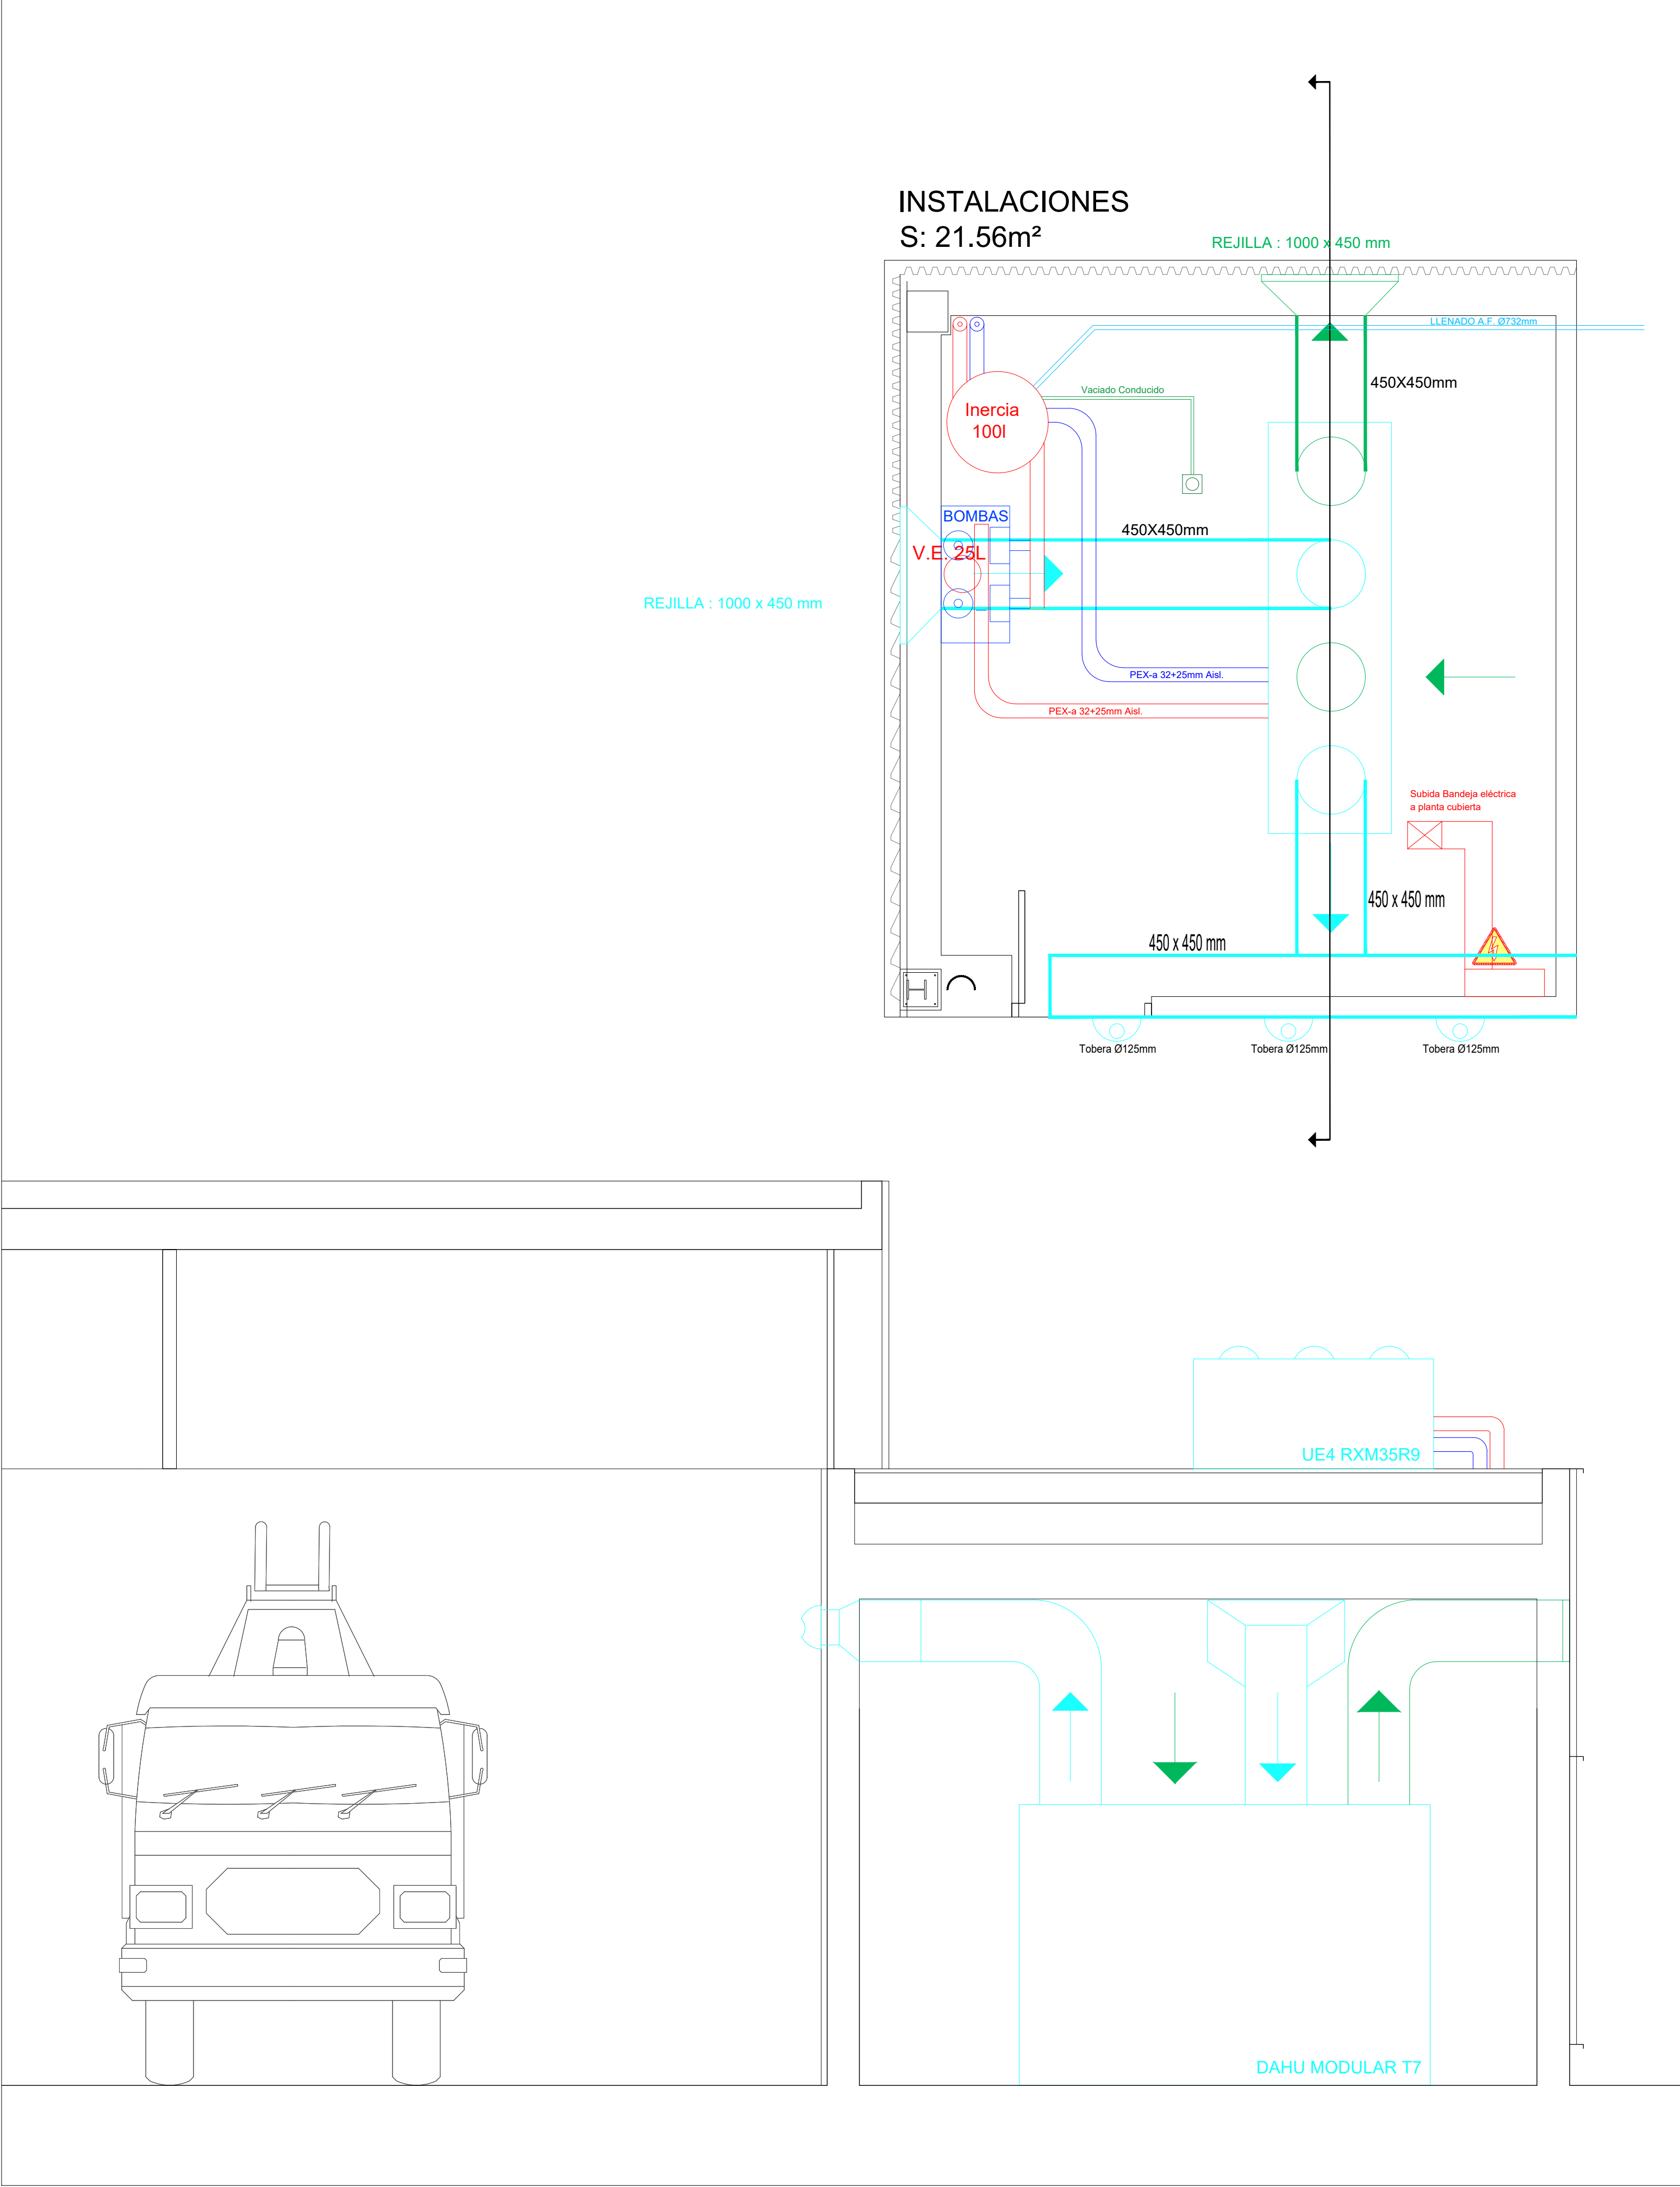 INSTALACIONES
S: 21.56m²
REJILLA : 1000 x 450 mm
LLENADO A.F. Ø732mm
450X450mm
Vaciado Conducido
Inercia
100l
BOMBAS
450X450mm
V.E. 25L
REJILLA : 1000 x 450 mm
PEX-a 32+25mm Aisl.
PEX-a 32+25mm Aisl.
Subida Bandeja eléctrica
a planta cubierta
450 x 450 mm
450 x 450 mm
H
Tobera Ø125mm
Tobera Ø125mm
Tobera Ø125mm
UE4 RXM35R9
DAHU MODULAR T7